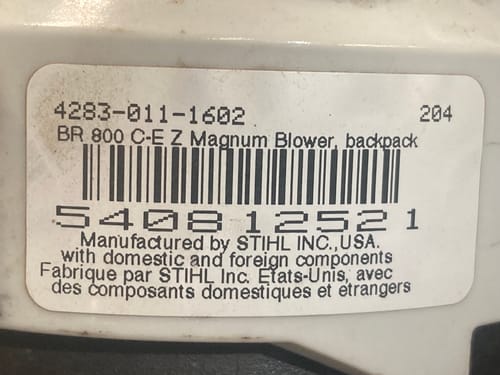 4283-011-1602 204
BR 800 C-E Z Magnum Blower, backpack
540812521
Manufactured by STIHL INC.,USA.
with domestic and foreign components
Fabrique par STIHL Inc. Etats-Unis, avec
des composants domestiques et etrangers